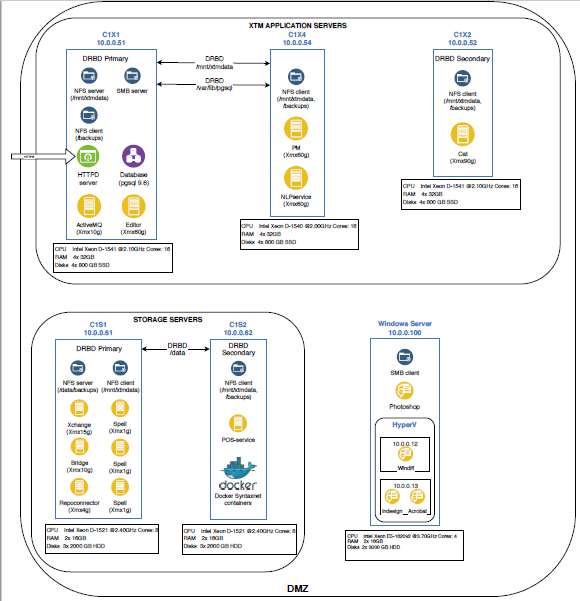 XTM APPLICATION SERVERS
C1X1
10.0.0.51
DRBD Primary
NFS server
(/mnt/xtmdata)
SMB server
NFS client
(/backups)
HTTPS
HTTPD
server
Database
(pgsql 9.6)
ActiveMQ
(Xmx10g)
Editor
(Xmx60g)
CPU Intel Xeon D-1541 @2.10GHz Cores: 16
RAM 4x 32GB
Disks 4x 800 GB SSD
DRBD
/mnt/xtmdata
DRBD
/var/lib/pgsql
C1X4
10.0.0.54
NFS client
(/mnt/xtmdata,
/backups)
PM
(Xmx60g)
NLPservice
(Xmx60g)
CPU Intel Xeon D-1540 @2.00GHz Cores: 16
RAM 4x 32GB
Disks 4x 800 GB SSD
C1X2
10.0.0.52
DRBD Secondary
NFS client
(/mnt/xtmdata,
/backups)
Cat
(Xmx90g)
CPU Intel Xeon D-1541 @2.10GHz Cores: 16
RAM 4x 32GB
Disks 4x 800 GB SSD
STORAGE SERVERS
C1S1
10.0.0.61
DRBD Primary
NFS server
(/data/backups)
NFS client
(/mnt/xtmdata)
Xchange
(Xmx15g)
Spell
(Xmx1g)
Bridge
(Xmx10g)
Spell
(Xmx1g)
Repoconnector
(Xmx4g)
Spell
(Xmx1g)
CPU Intel Xeon D-1521 @2.40GHz Cores: 8
RAM 2x 16GB
Disks 3x 2000 GB HDD
DRBD
/data
C1S2
10.0.0.62
DRBD
Secondary
NFS client
(/mnt/xtmdata,
/backups)
POS-service
docker
Docker Syntaxnet
containers
CPU Intel Xeon D-1521 @2.40GHz Cores: 8
RAM 2x 16GB
Disks 3x 2000 GB HDD
Windows Server
10.0.0.100
SMB client
Photoshop
HyperV
10.0.0.12
Windiff
10.0.0.13
Indesign Acrobat
CPU Intel Xeon E5-1620v2 @3.70GHz Cores: 4
RAM 2x 16GB
Disks 2x 3000 GB HDD
DMZ